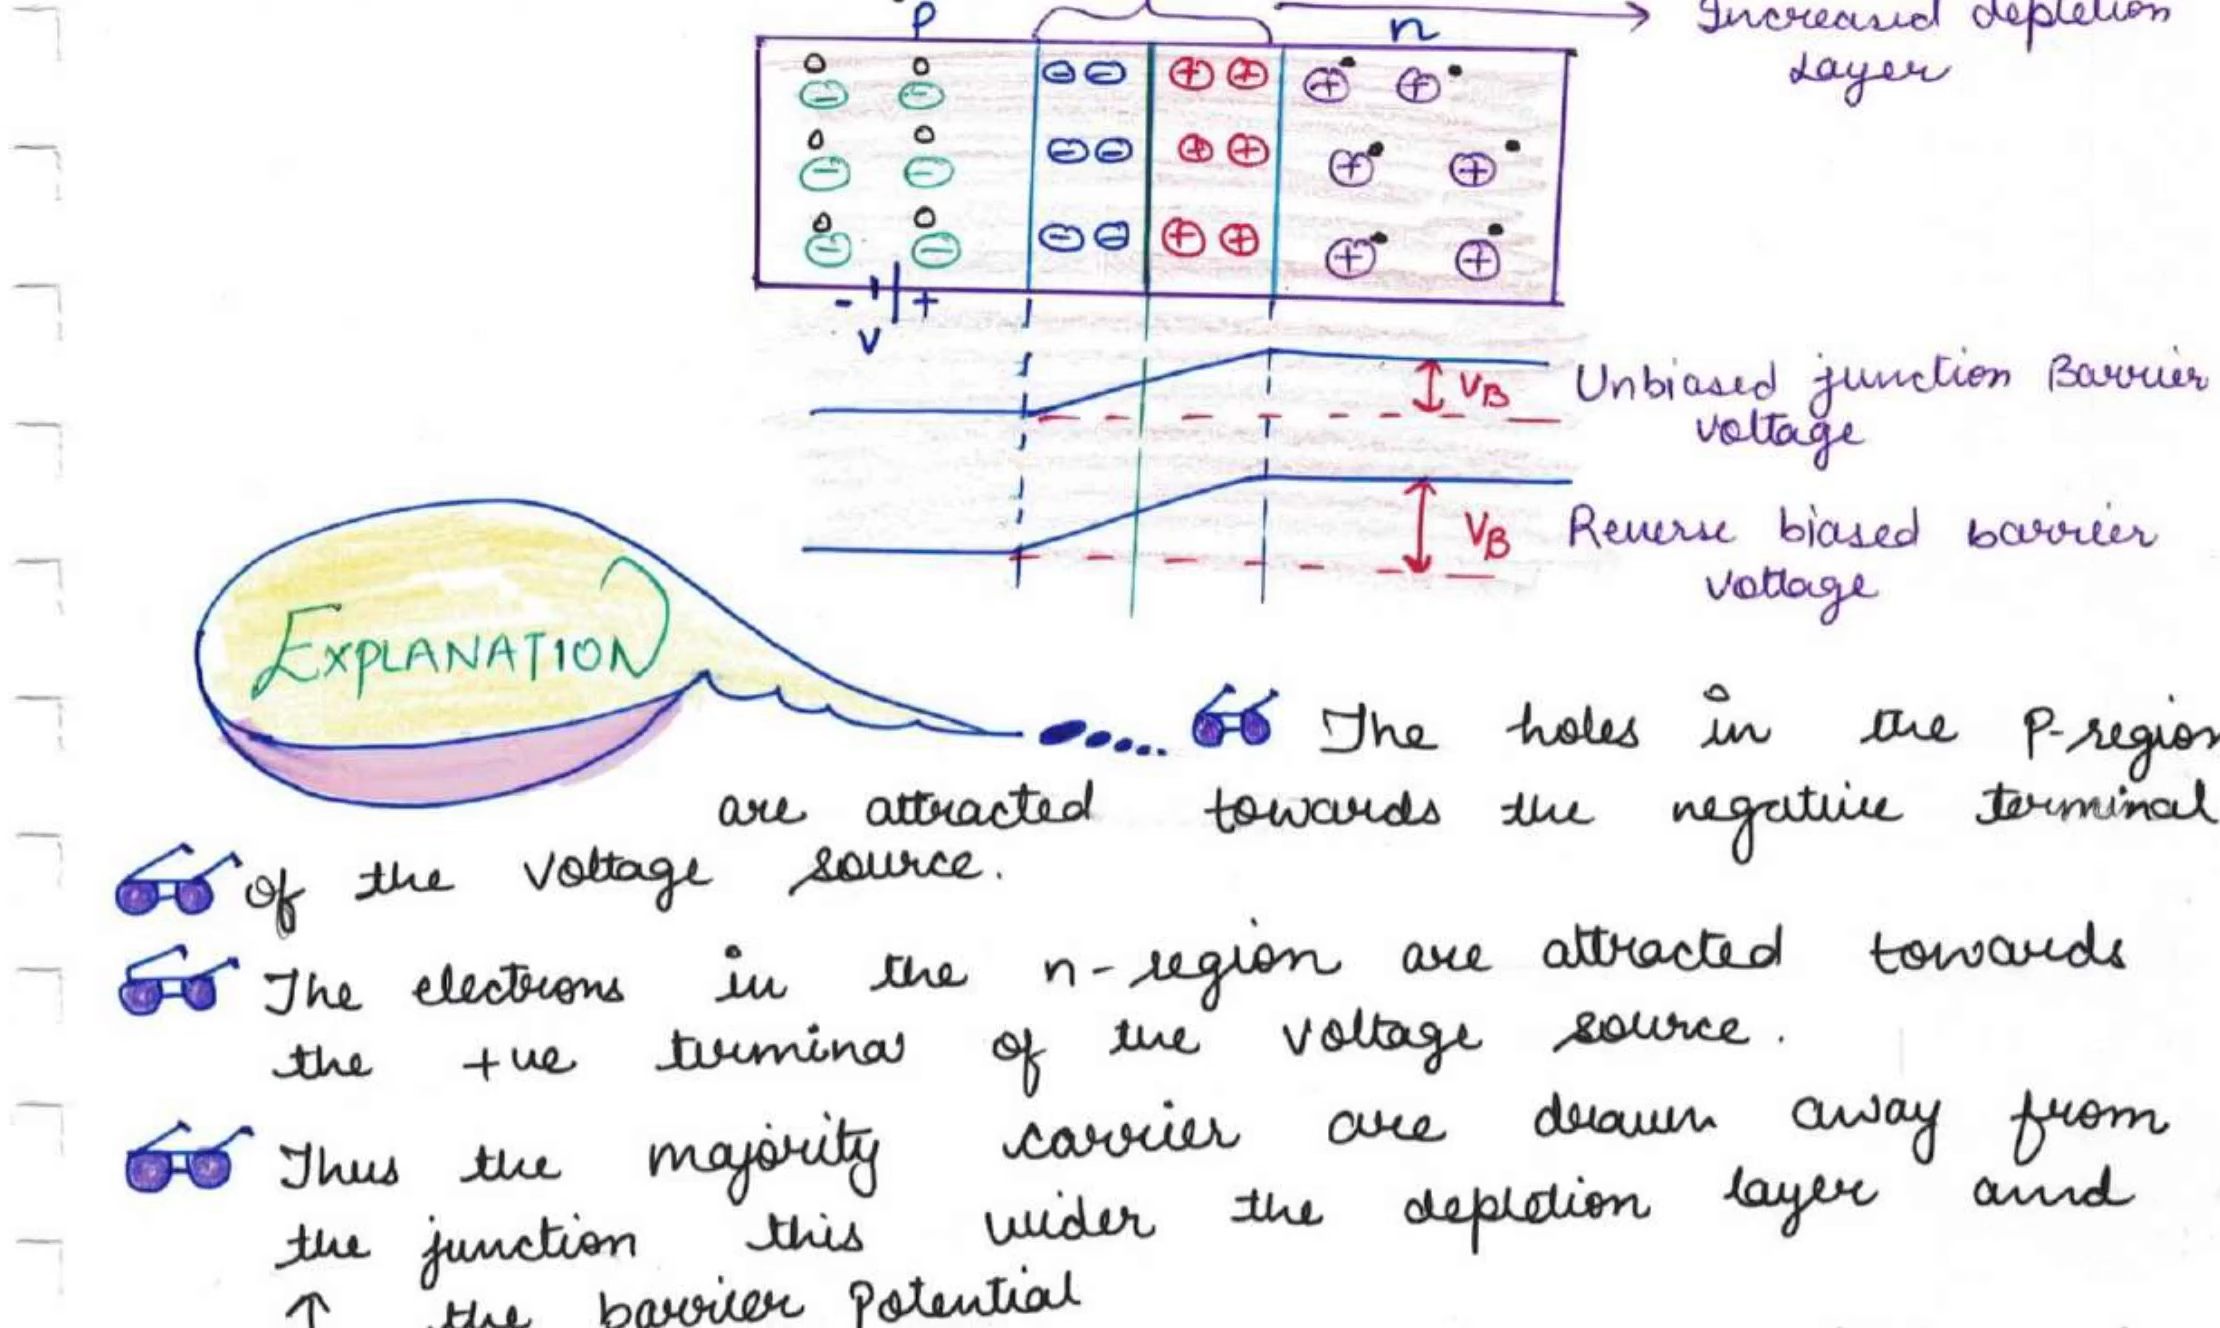 p
n
Increased depletion
Layer
- +
V
VB
Unbiased junction Barrier
voltage
VB
Reverse biased barrier
voltage
EXPLANATION
The holes in the P-region
are attracted towards the negative terminal
of the voltage source.
The electrons in the n-region are attracted towards
the +ve terminal of the voltage source.
Thus the majority carrier are drawn away from
the junction this wider the depletion layer and
↑ the barrier potential